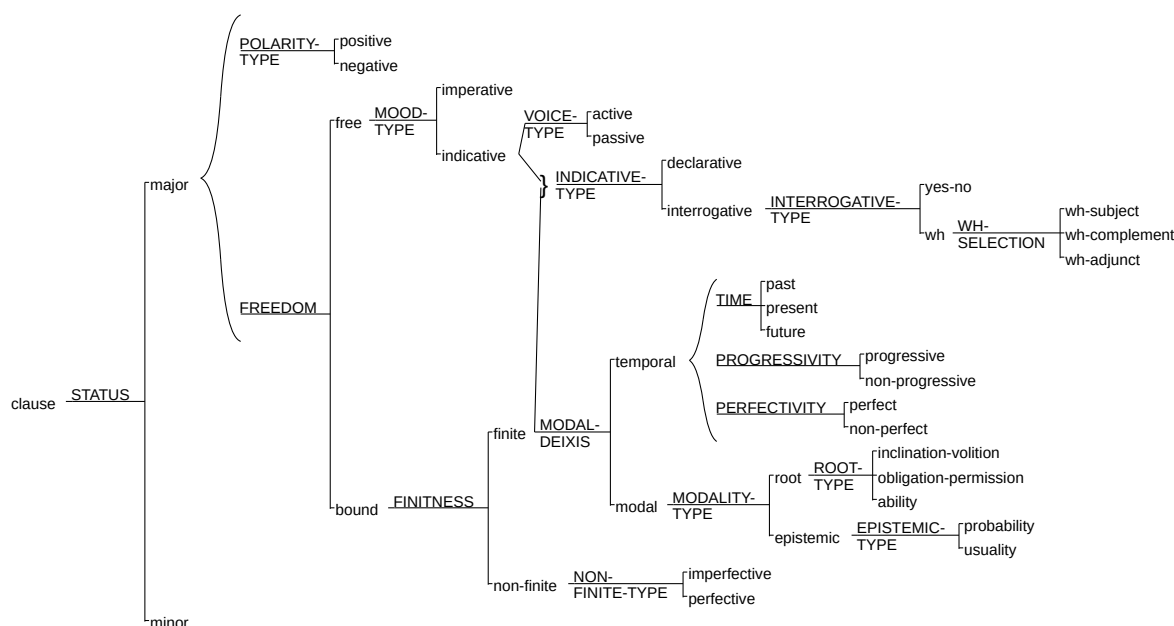 POLARITY-
TYPE
positive
negative
imperative
free
MOOD-
TYPE
indicative
VOICE-
TYPE
active
passive
major
}
INDICATIVE-
TYPE
declarative
interrogative
INTERROGATIVE-
TYPE
yes-no
wh
WH-
SELECTION
wh-subject
wh-complement
wh-adjunct
FREEDOM
TIME
past
present
future
temporal
PROGRESSIVITY
progressive
non-progressive
PERFECTIVITY
perfect
non-perfect
clause
STATUS
finite
MODAL-
DEIXIS
bound
FINITNESS
modal
MODALITY-
TYPE
root
ROOT-
TYPE
inclination-volition
obligation-permission
ability
epistemic
EPISTEMIC-
TYPE
probability
usuality
non-finite
NON-
FINITE-TYPE
imperfective
perfective
minor